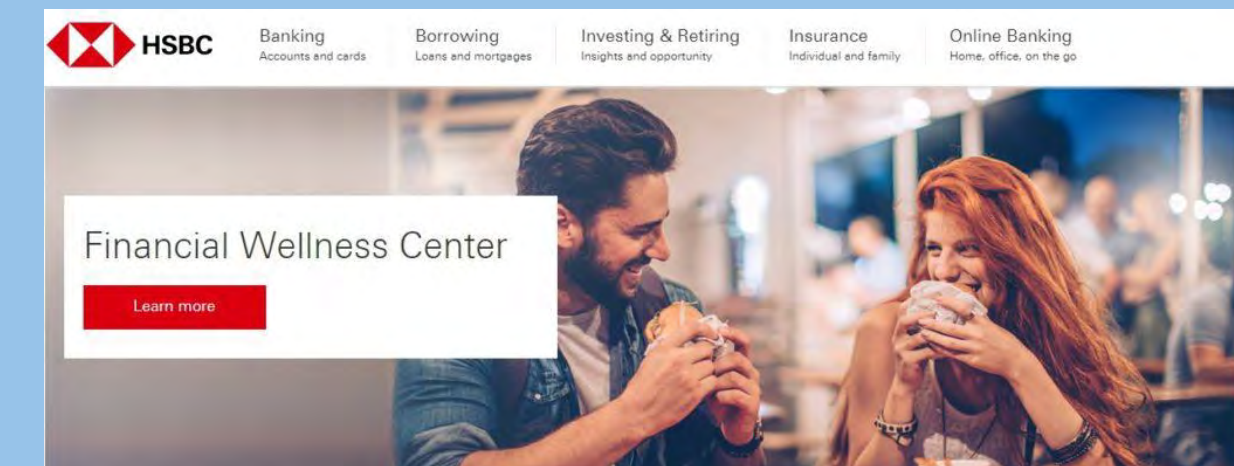 HSBC
Banking
Accounts and cards
Borrowing
Loans and mortgages
Investing & Retiring
Insights and opportunity
Insurance
Individual and family
Online Banking
Home, office, on the go
Financial Wellness Center
Learn more